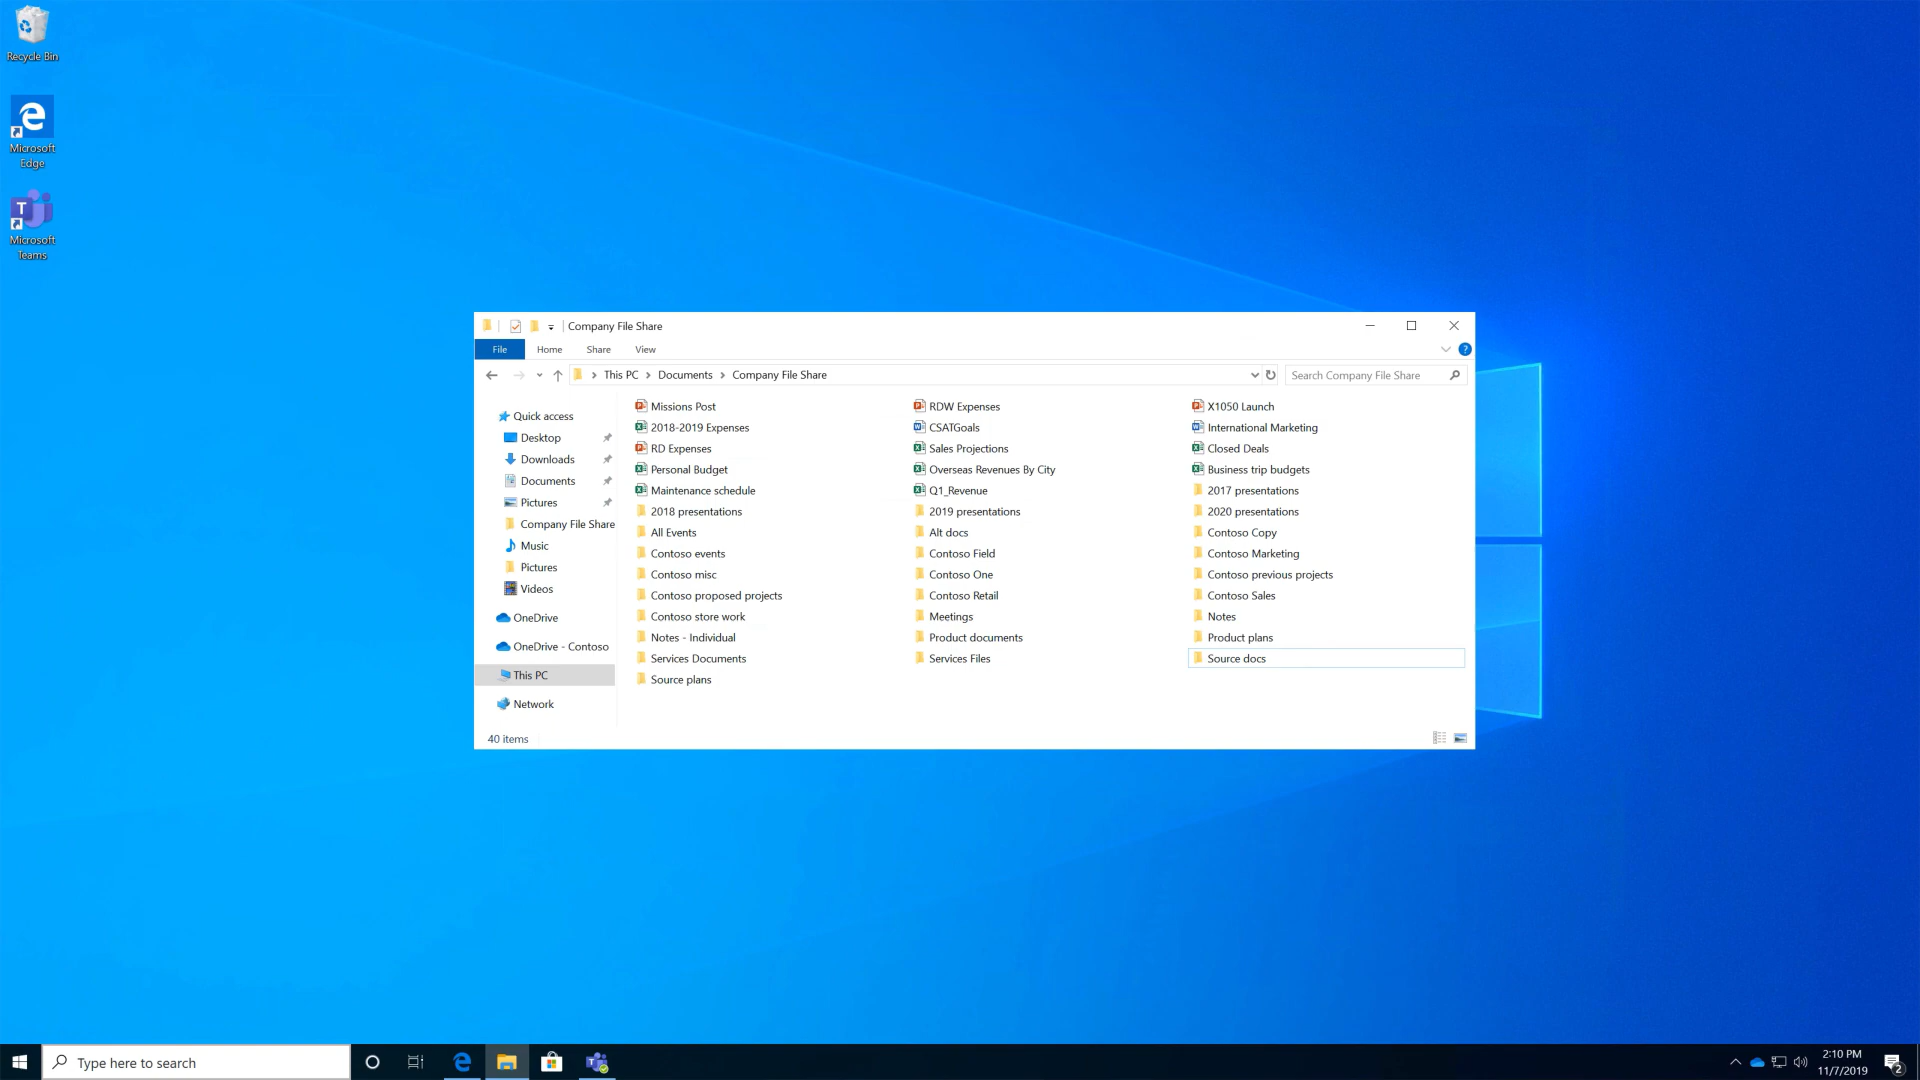 Recycle Bin
Microsoft
Edge
T
Microsoft
Teams
Company File Share
File Home Share View
?
This PC Documents Company File Share
Search Company File Share
Quick access
Desktop
Downloads
Documents
Pictures
Company File Share
Music
Pictures
Videos
OneDrive
OneDrive - Contoso
This PC
Network
Missions Post RDW Expenses X1050 Launch
2018-2019 Expenses CSATGoals International Marketing
RD Expenses Sales Projections Closed Deals
Personal Budget Overseas Revenues By City Business trip budgets
Maintenance schedule Q1_Revenue 2017 presentations
2018 presentations 2019 presentations 2020 presentations
All Events Alt docs Contoso Copy
Contoso events Contoso Field Contoso Marketing
Contoso misc Contoso One Contoso previous projects
Contoso proposed projects Contoso Retail Contoso Sales
Contoso store work Meetings Notes
Notes - Individual Product documents Product plans
Services Documents Services Files Source docs
Source plans
40 items
Type here to search
2:10 PM
11/7/2019
2